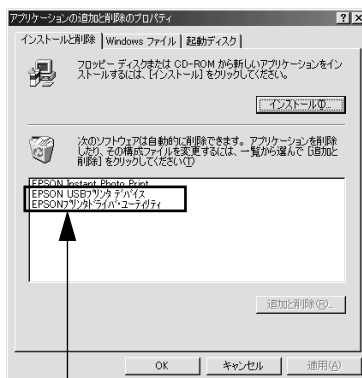 アプリケーションの追加と削除のプロパティ
インストールと削除
Windows ファイル
起動ディスク
フロッピー ディスクまたは CD-ROM から新しいアプリケーションをイン
ストールするには、[インストール] をクリックしてください。
インストール(I)...
次のソフトウェアは自動的に削除できます。アプリケーションを削除
したり、その構成ファイルを変更するには、一覧から選んで [追加と
削除] をクリックしてください(T)
EPSON Instant Photo Print
EPSON USBプリンタ デバイス
EPSONプリンタドライバ・ユーティリティ
追加と削除(R)...
OK
キャンセル
適用(A)